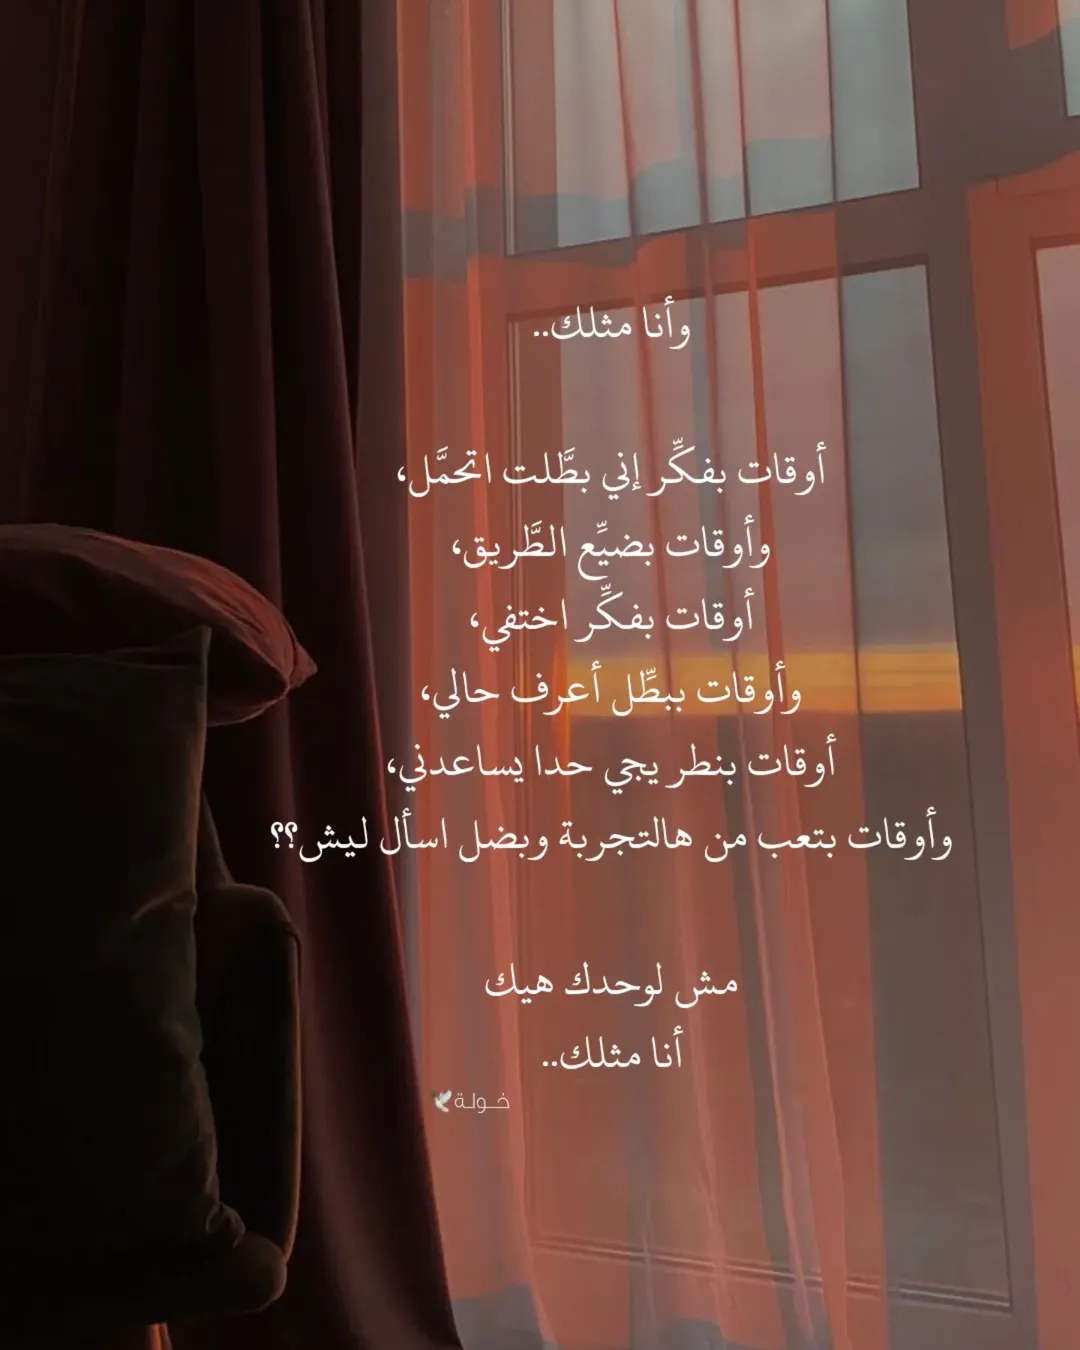 وأنا مثلك..
أوقات بفكِّر إني بطَّلت اتحمَّل،
وأوقات بضيِّع الطَّريق،
أوقات بفكِّر اختفي،
وأوقات ببطِّل أعرف حالي،
أوقات بنطر يجي حدا يساعدني،
وأوقات بتعب من هالتجربة وبضل اسأل ليش؟؟
مش لوحدك هيك
أنا مثلك..
خـولة🕊️